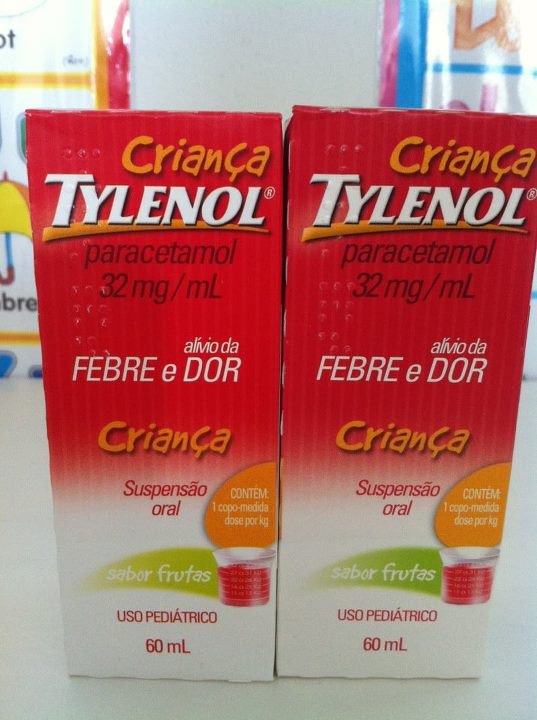 ot
bre
Criança
TYLENOL®
paracetamol
32 mg/mL
alívio da
FEBRE e DOR
Criança
Suspensão
oral
CONTÉM:
1 copo-medida
dose por kg
sabor frutas
USO PEDIÁTRICO
60 mL
Criança
TYLENOL®
paracetamol
32 mg/mL
alívio da
FEBRE e DOR
Criança
Suspensão
oral
CONTÉM:
1 copo-medida
dose por kg
sabor frutas
USO PEDIÁTRICO
60 mL